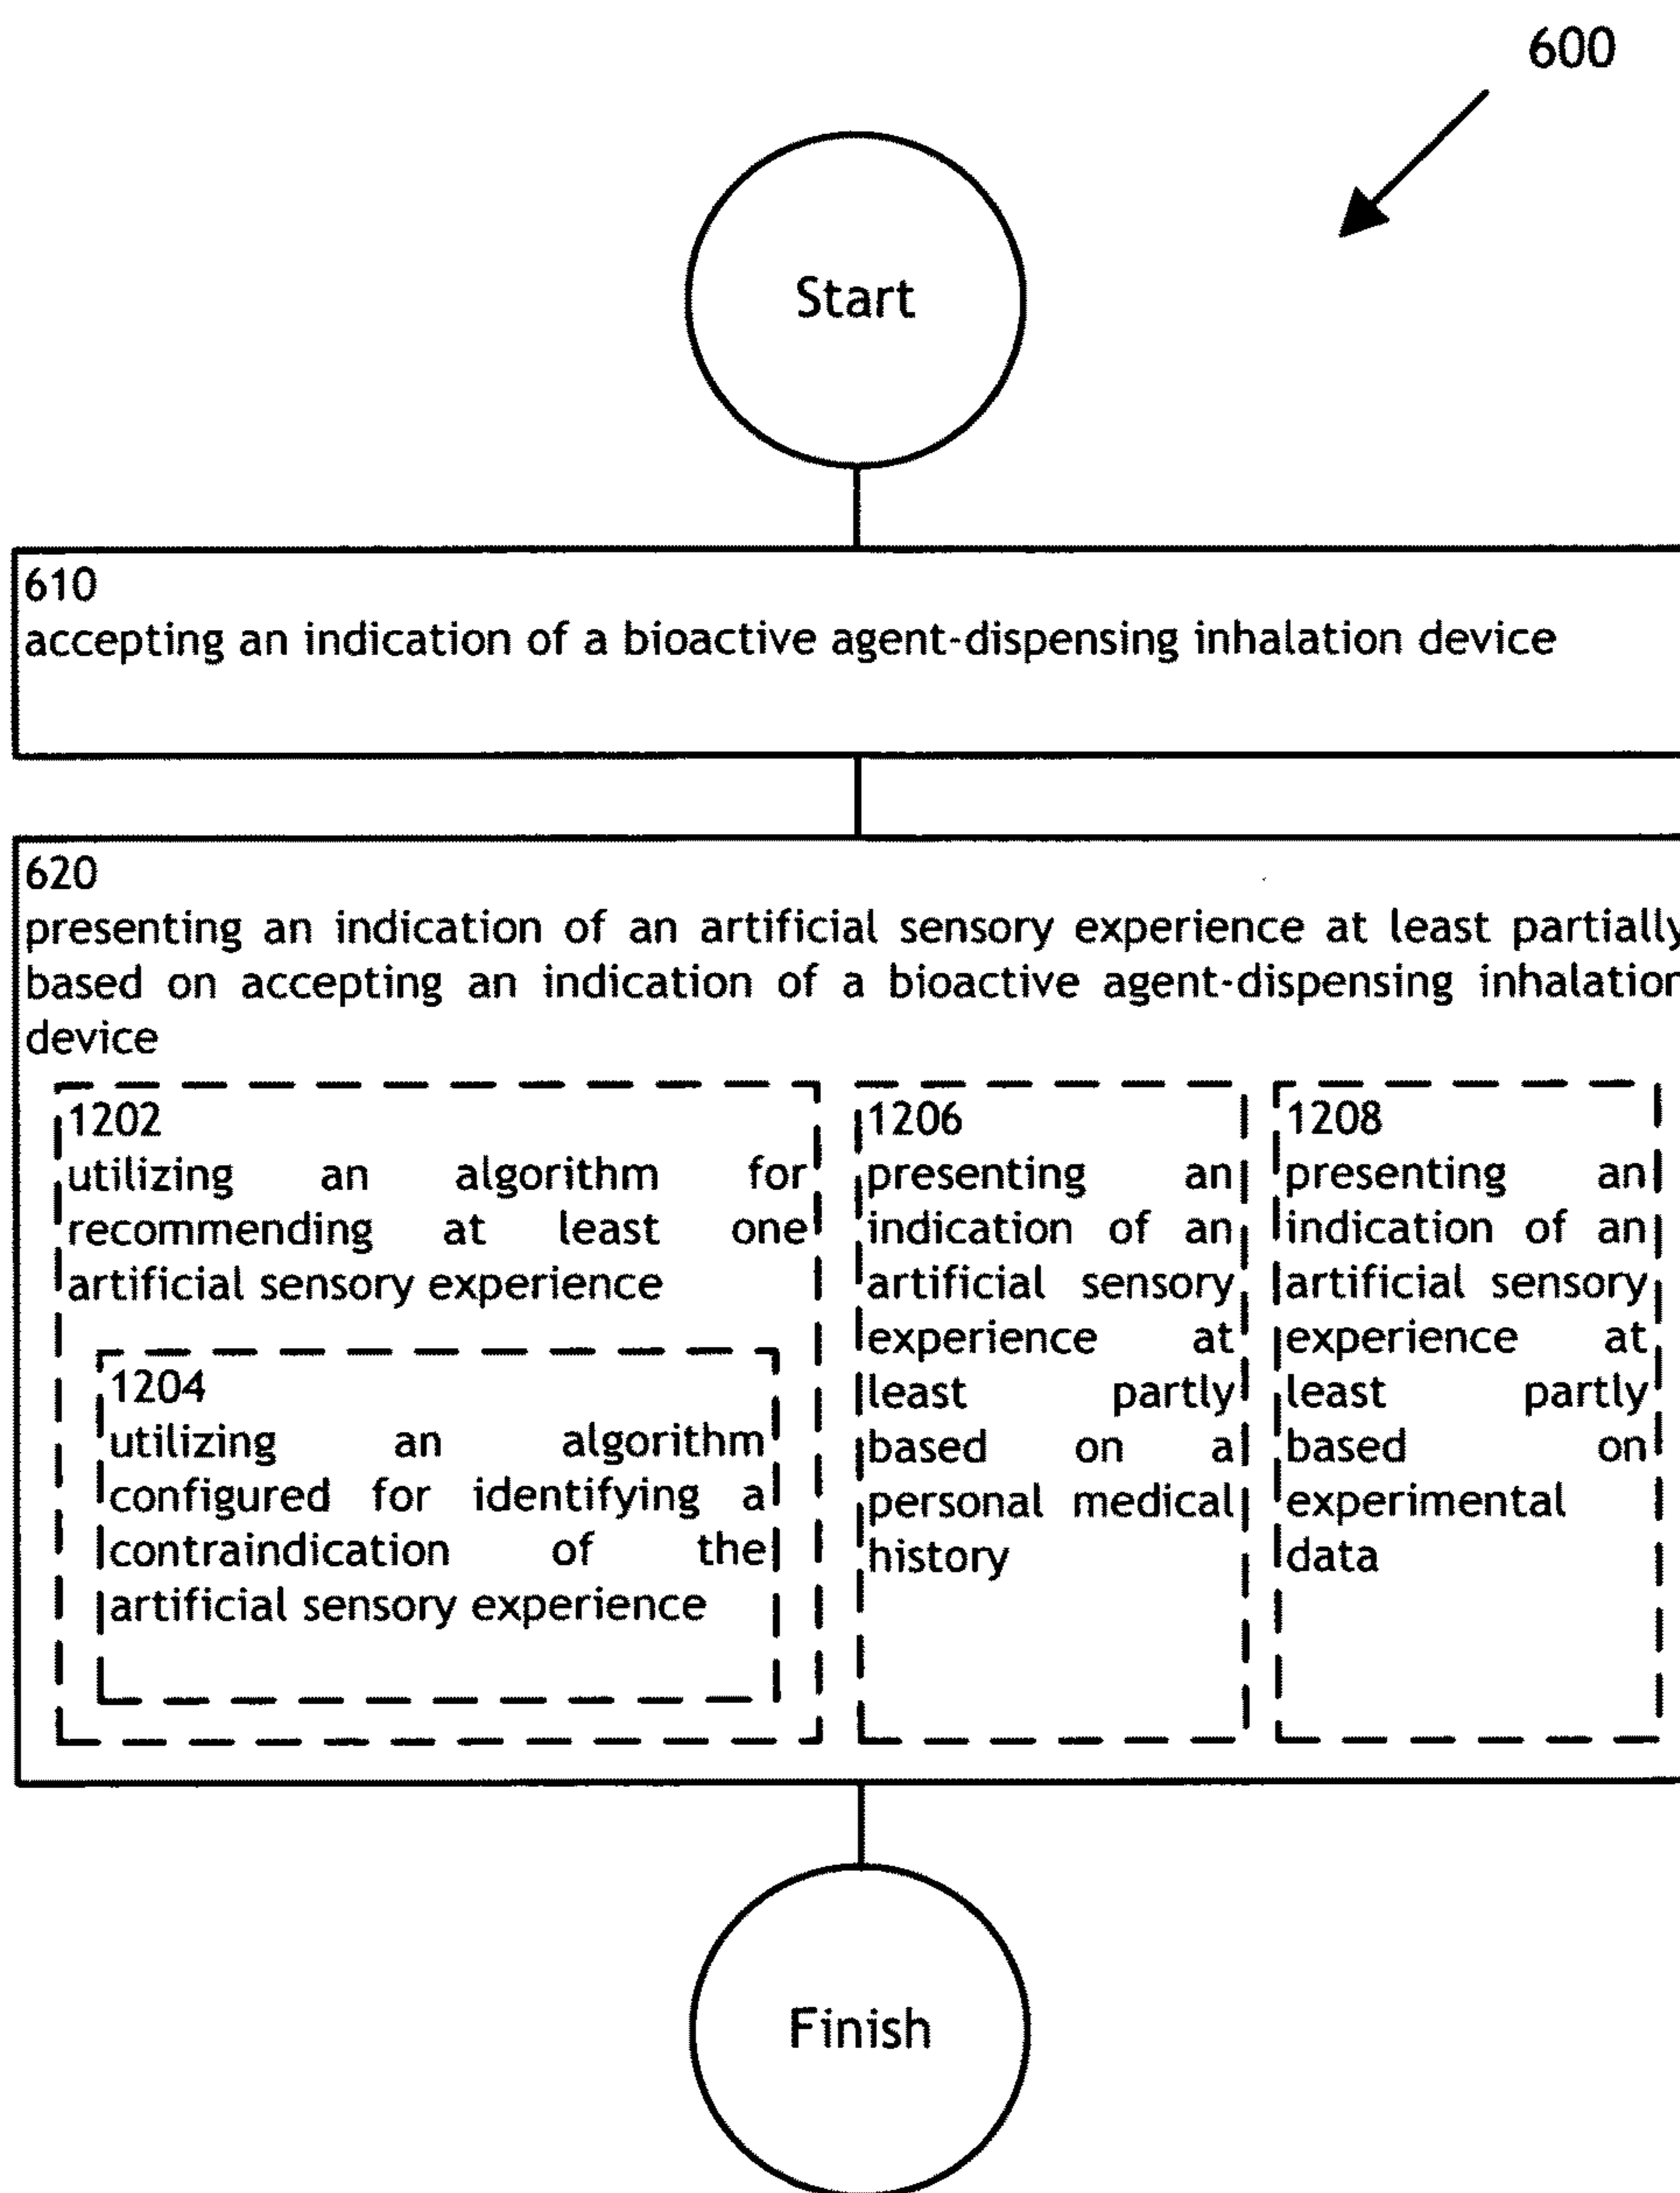 600
Start
610
accepting an indication of a bioactive agent-dispensing inhalation device
620
presenting an indication of an artificial sensory experience at least partially
based on accepting an indication of a bioactive agent-dispensing inhalation
device
1202
utilizing an algorithm for
recommending at least one
artificial sensory experience
1204
utilizing an algorithm
configured for identifying a
contraindication of the
artificial sensory experience
1206
presenting an
indication of an
artificial sensory
experience at
least partly
based on a
personal medical
history
1208
presenting an
indication of an
artificial sensory
experience at
least partly
based on
experimental
data
Finish